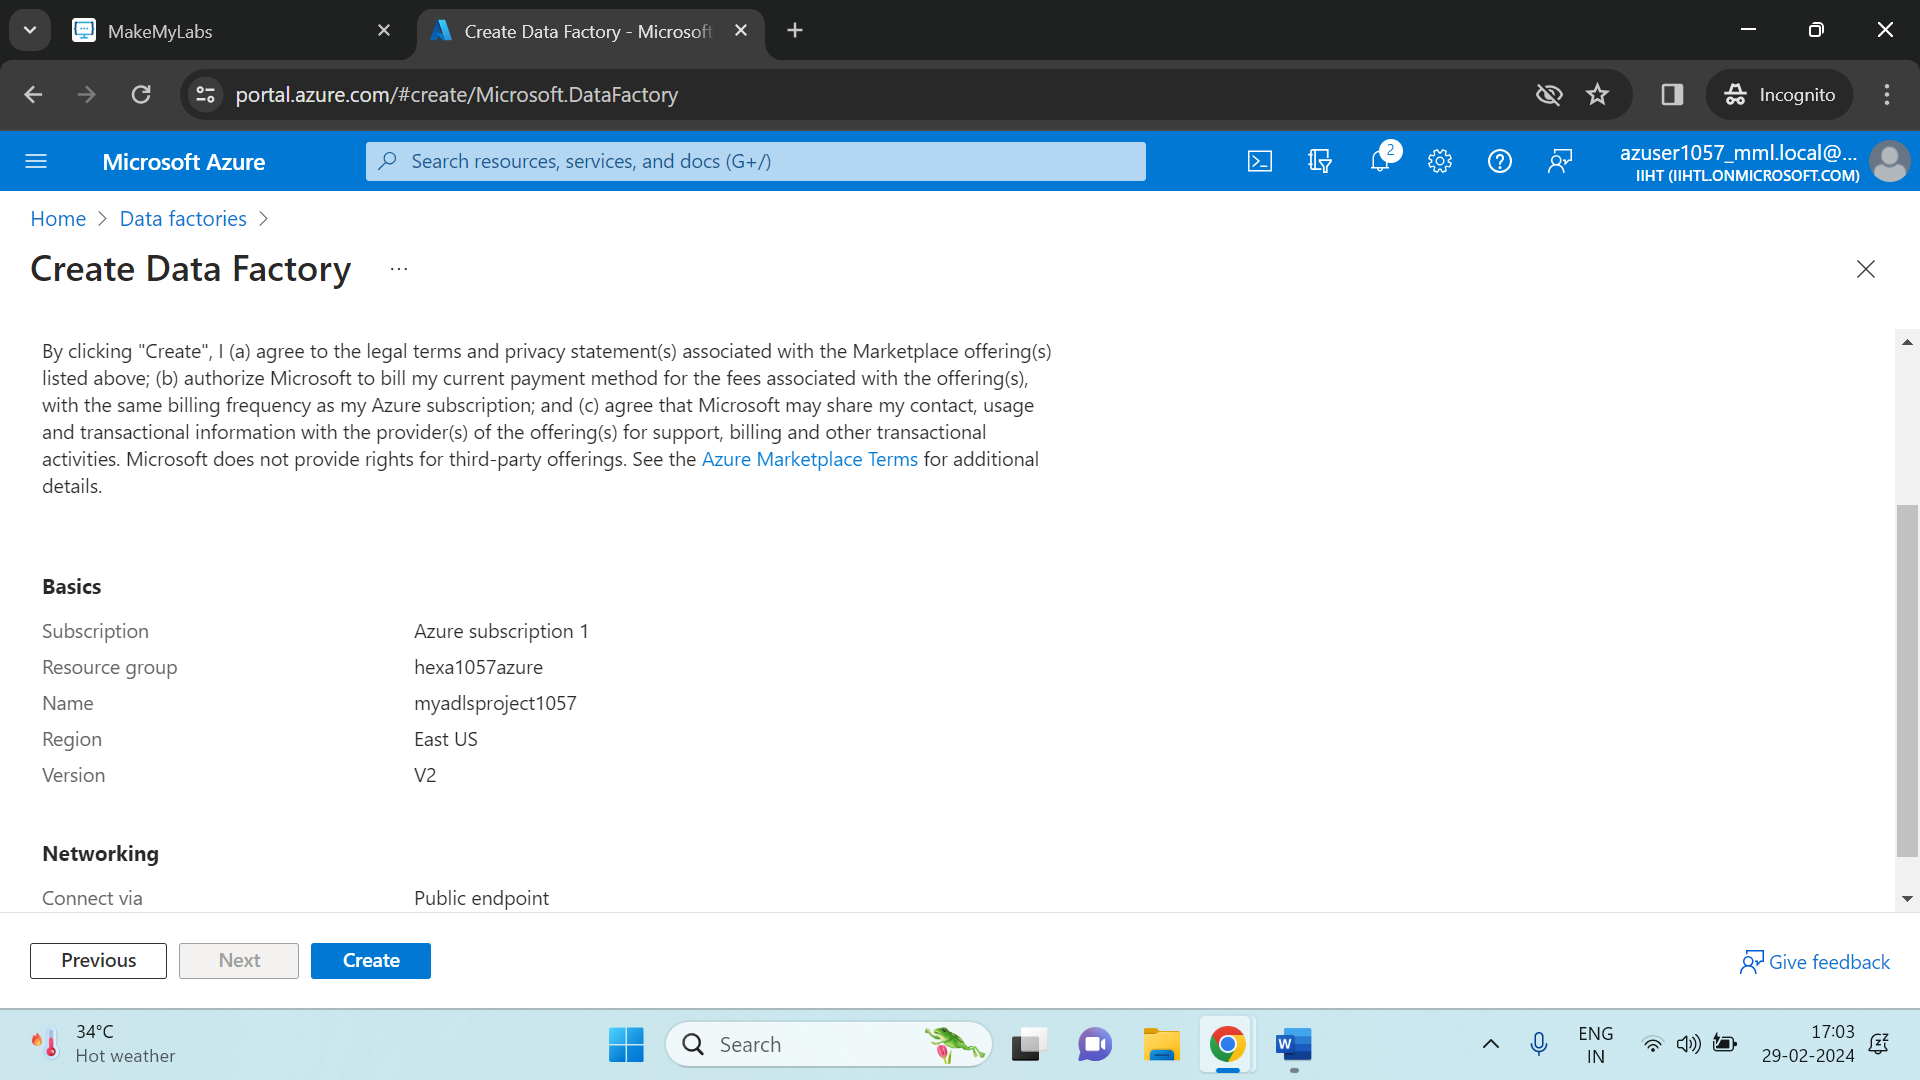 MakeMyLabs
Create Data Factory - Microsoft
portal.azure.com/#create/Microsoft.DataFactory
Incognito
Microsoft Azure
Search resources, services, and docs (G+/)
2
azuser1057_mml.local@...
IIHT (IIHTL.ONMICROSOFT.COM)
Home > Data factories >
Create Data Factory ...
By clicking "Create", I (a) agree to the legal terms and privacy statement(s) associated with the Marketplace offering(s)
listed above; (b) authorize Microsoft to bill my current payment method for the fees associated with the offering(s),
with the same billing frequency as my Azure subscription; and (c) agree that Microsoft may share my contact, usage
and transactional information with the provider(s) of the offering(s) for support, billing and other transactional
activities. Microsoft does not provide rights for third-party offerings. See the Azure Marketplace Terms for additional
details.
Basics
Subscription Azure subscription 1
Resource group hexa1057azure
Name myadlsproject1057
Region East US
Version V2
Networking
Connect via Public endpoint
Previous Next Create
Give feedback
34°C
Hot weather
Search
W
ENG
IN
17:03
29-02-2024